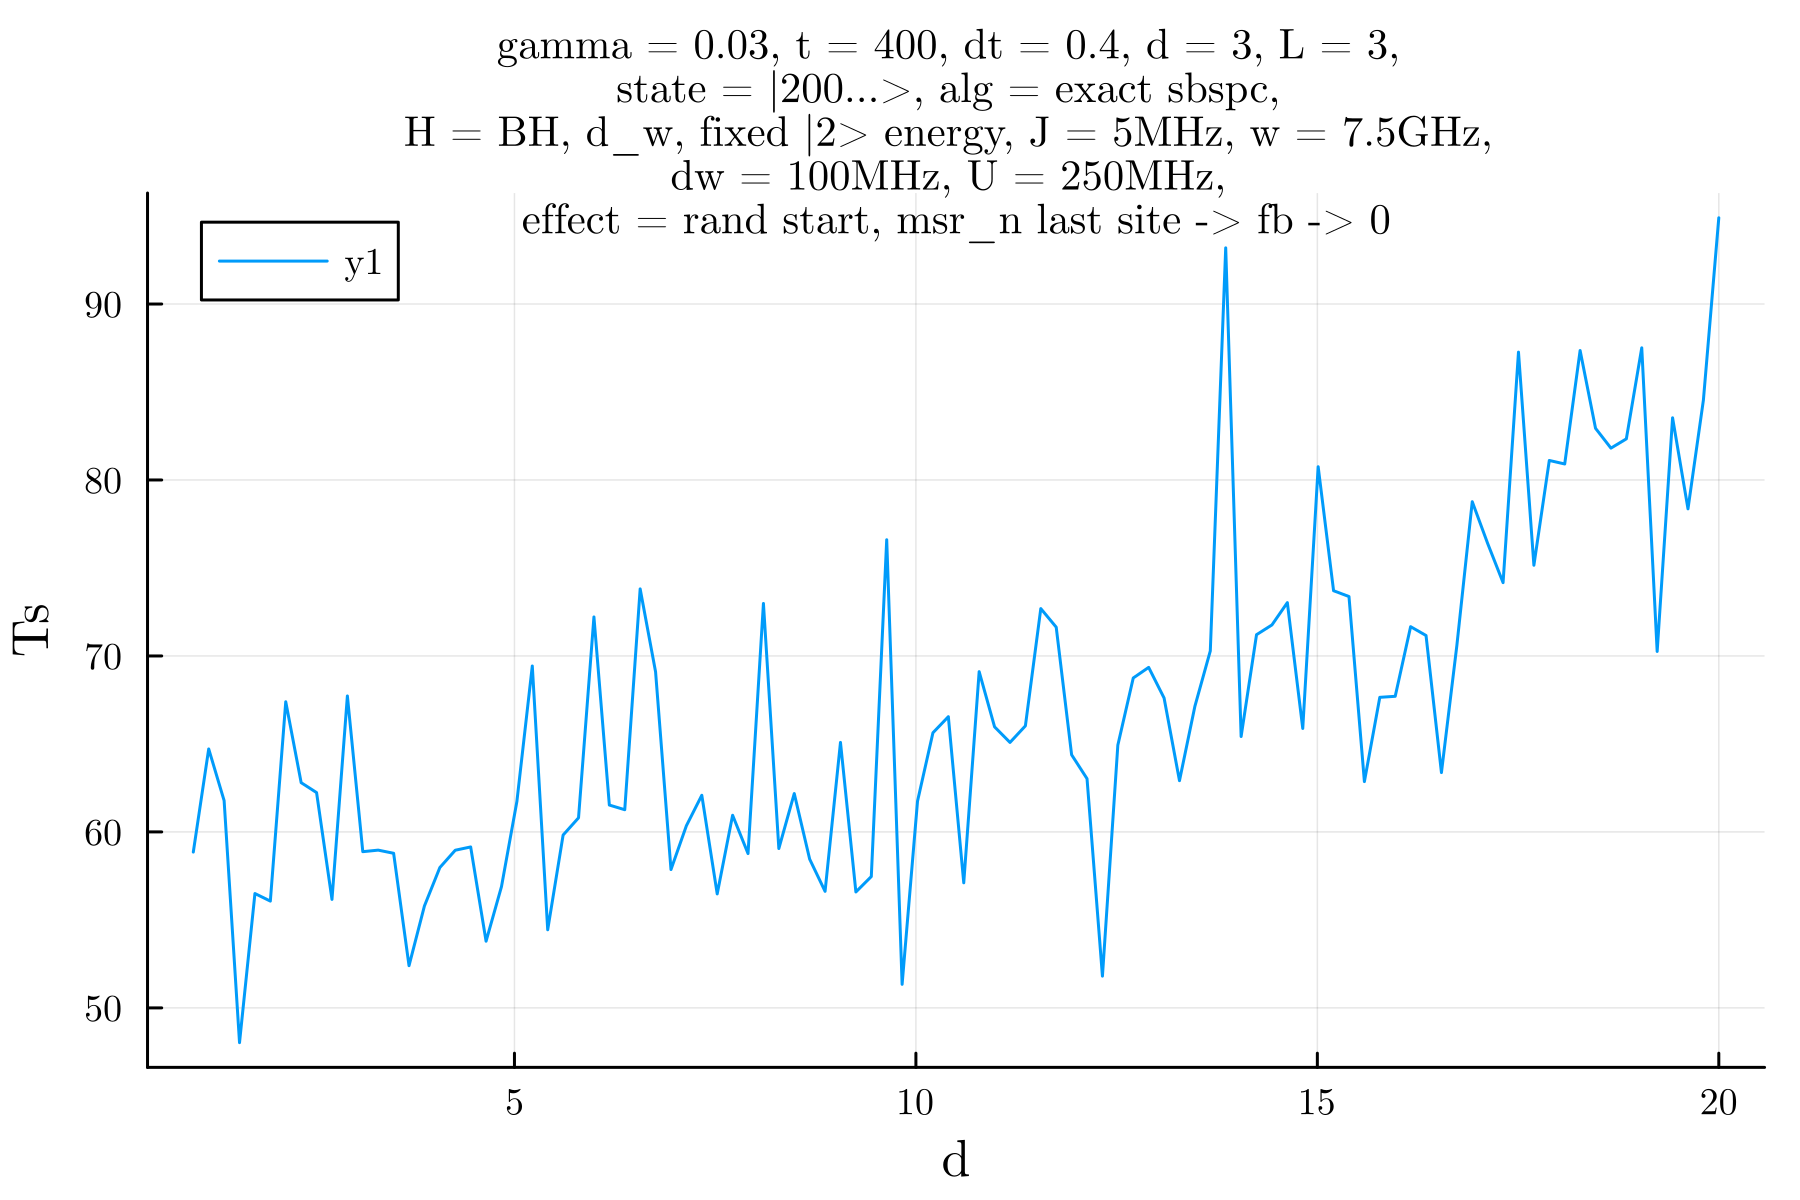 gamma = 0.03, t = 400, dt = 0.4, d = 3, L = 3,
state = |200...>, alg = exact sbspc,
H = BH, d_w, fixed |2> energy, J = 5MHz, w = 7.5GHz,
dw = 100MHz, U = 250MHz,
effect = rand start, msr_n last site -> fb -> 0
y1
90
80
70
60
50
Ts
5 10 15 20
d